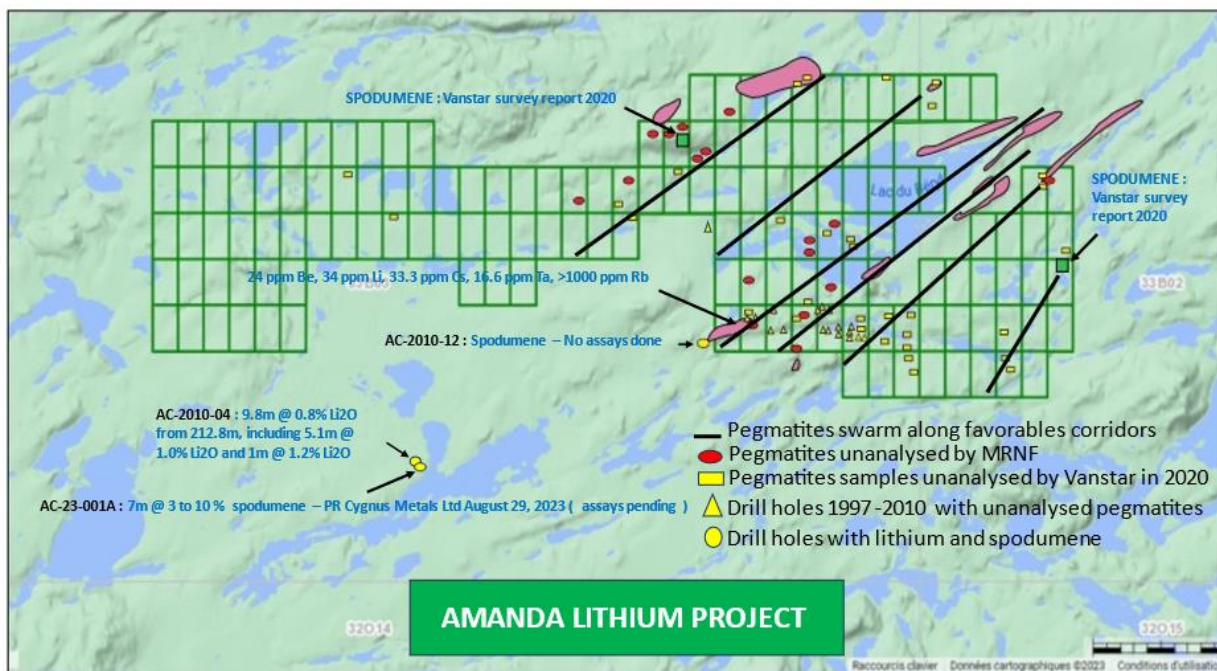 SPODUMENE : Vanstar survey report 2020
SPODUMENE :
Vanstar survey
report 2020
24 ppm Be, 34 ppm Li, 33.3 ppm Cs, 16.6 ppm Ta, >1000 ppm Rb
33B02
AC-2010-12 : Spodumene – No assays done
AC-2010-04 : 9.8m @ 0.8% Li2O
from 212.8m, including 5.1m @
1.0% Li2O and 1m @ 1.2% Li2O
AC-23-001A : 7m @ 3 to 10 % spodumene – PR Cygnus Metals Ltd August 29, 2023 ( assays pending )
Pegmatites swarm along favorables corridors
Pegmatites unanalysed by MRNF
Pegmatites samples unanalysed by Vanstar in 2020
Drill holes 1997 -2010 with unanalysed pegmatites
Drill holes with lithium and spodumene
AMANDA LITHIUM PROJECT
32O14
32O15
Raccourcis clavier Données cartographiques ©2023 Conditions d'utilisat